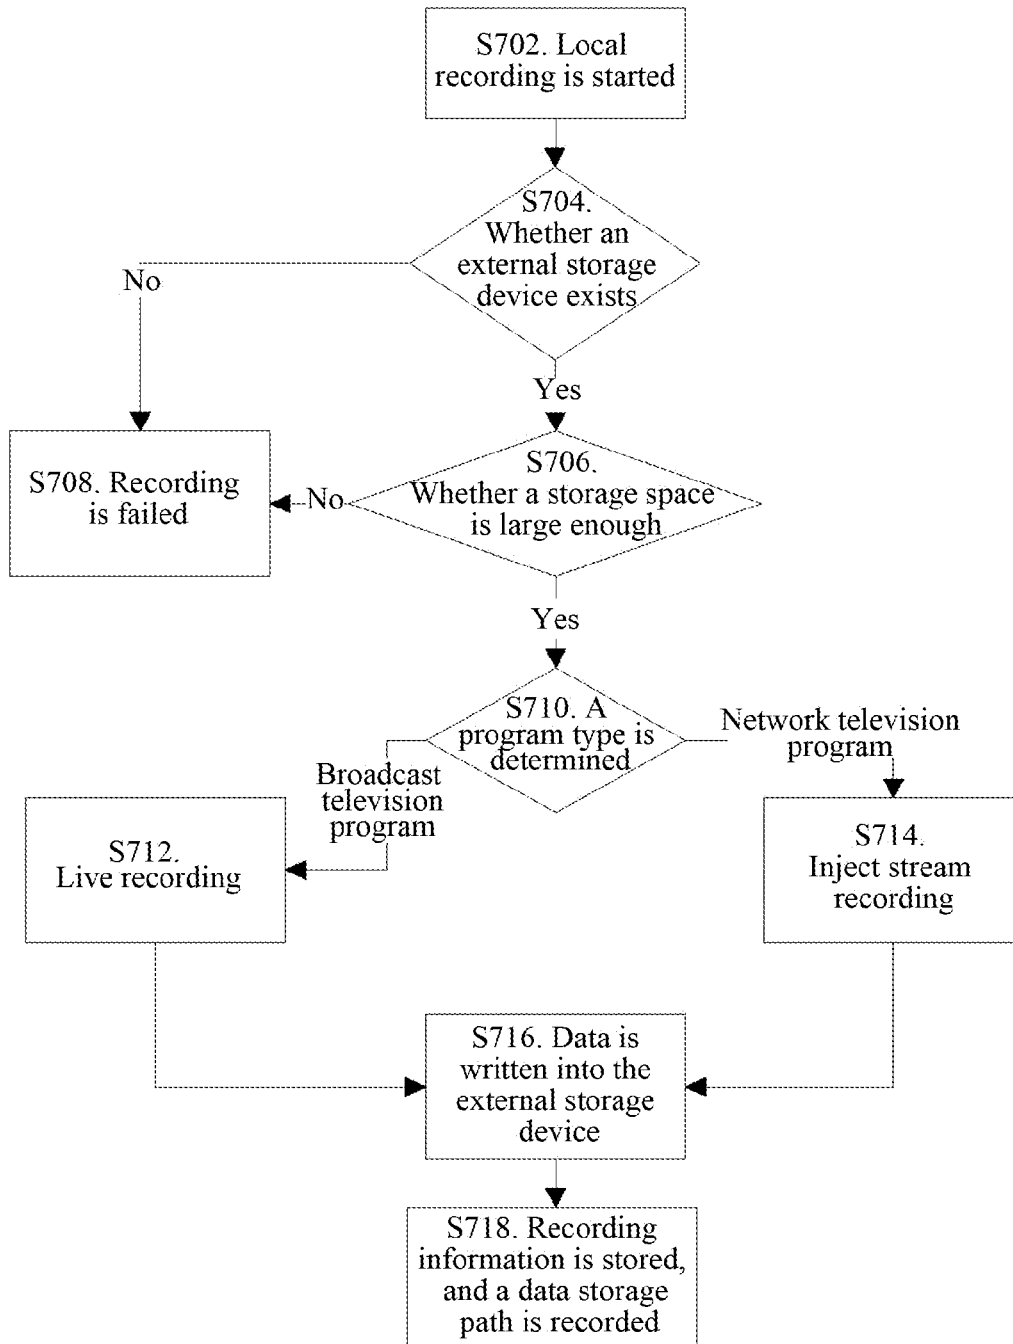 S702. Local
recording is started
S704.
Whether an
external storage
device exists
No
Yes
S708. Recording
is failed
No
S706.
Whether a storage space
is large enough
Yes
S710. A
program type is
determined
Network television
program
Broadcast
television
program
S712.
Live recording
S714.
Inject stream
recording
S716. Data is
written into the
external storage
device
S718. Recording
information is stored,
and a data storage
path is recorded